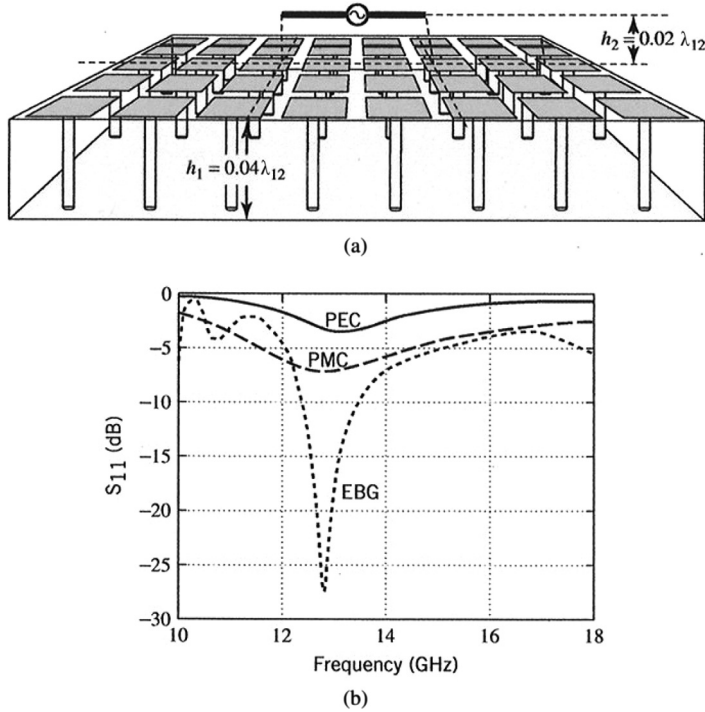 h₂ = 0.02 λ₁₂
h₁ = 0.04λ₁₂
(a)
0
−5
−10
−15
−20
−25
−30
S₁₁ (dB)
PEC
PMC
EBG
10
12
14
16
18
Frequency (GHz)
(b)